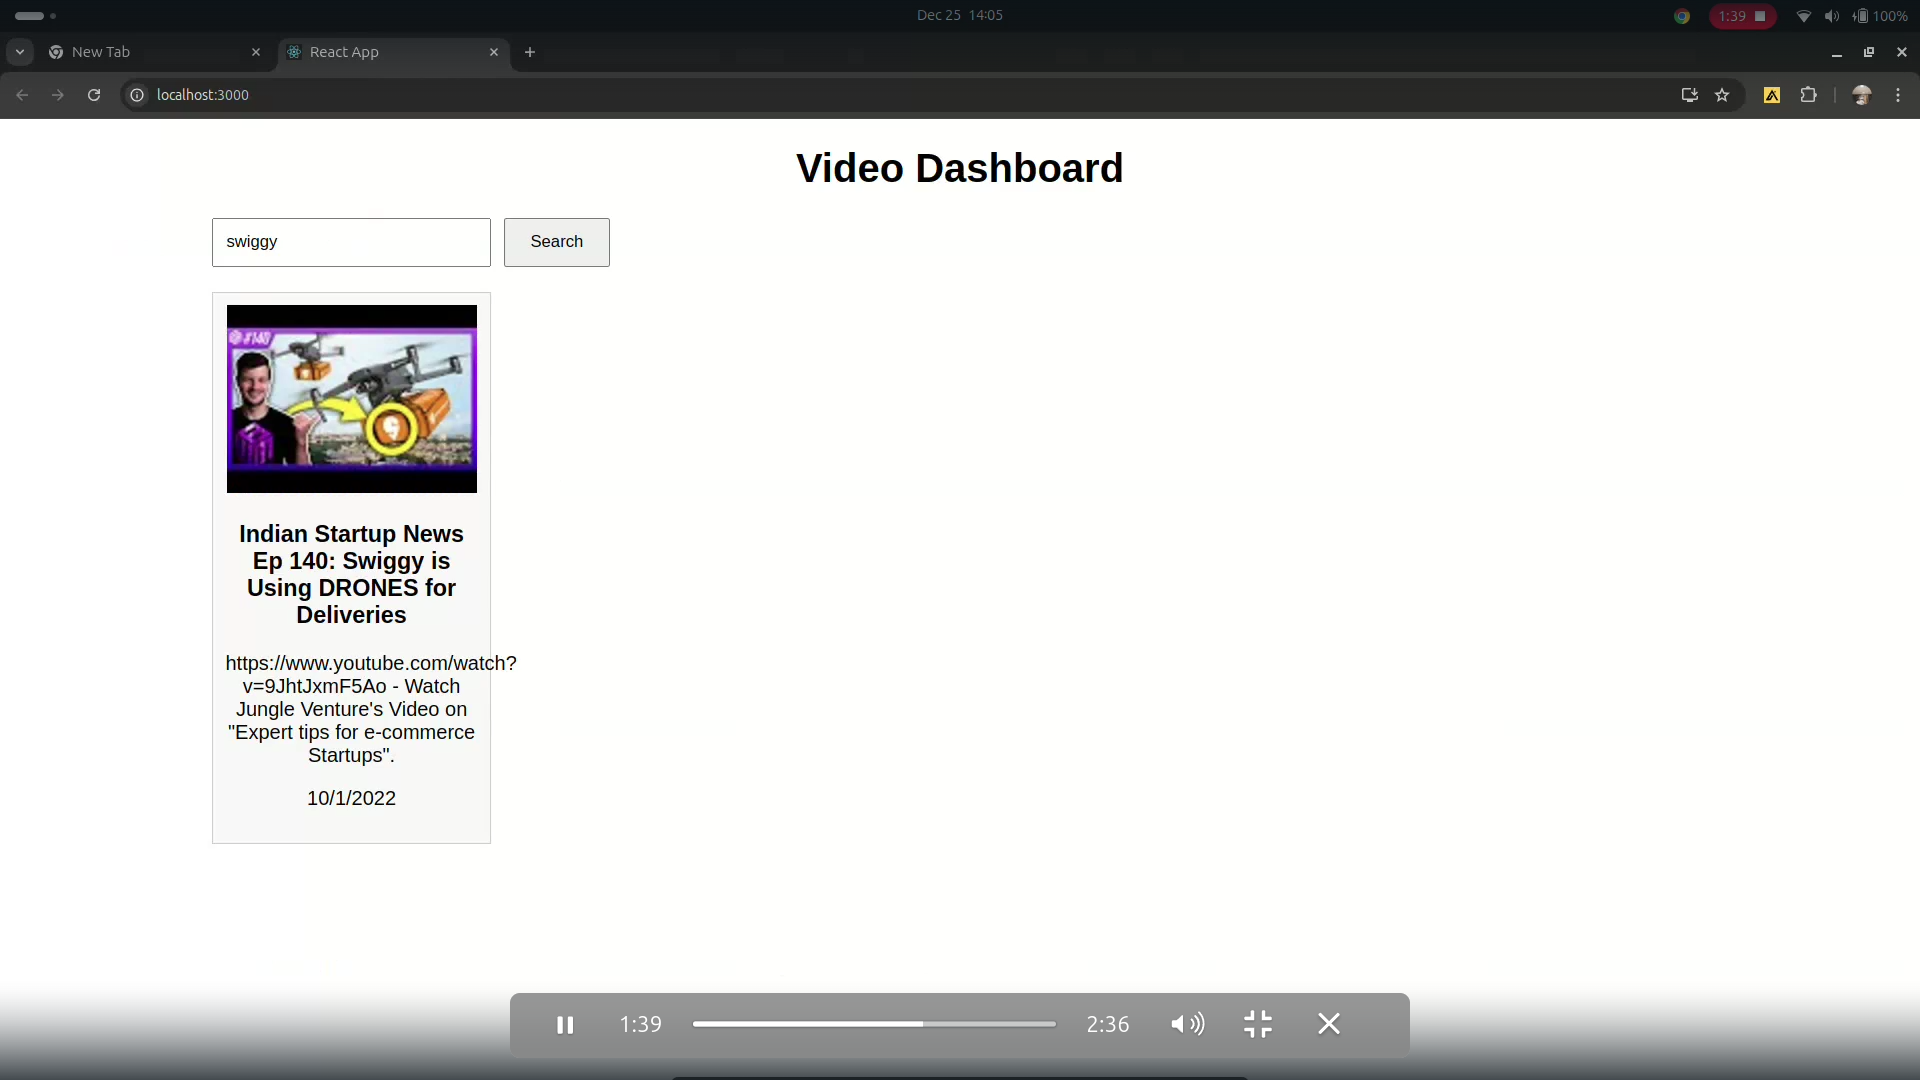 Dec 25 14:05
1:39
100%
New Tab
React App
localhost:3000
Video Dashboard
swiggy
Search
#140
Indian Startup News
Ep 140: Swiggy is
Using DRONES for
Deliveries
https://www.youtube.com/watch?
v=9JhtJxmF5Ao - Watch
Jungle Venture's Video on
"Expert tips for e-commerce
Startups".
10/1/2022
1:39
2:36